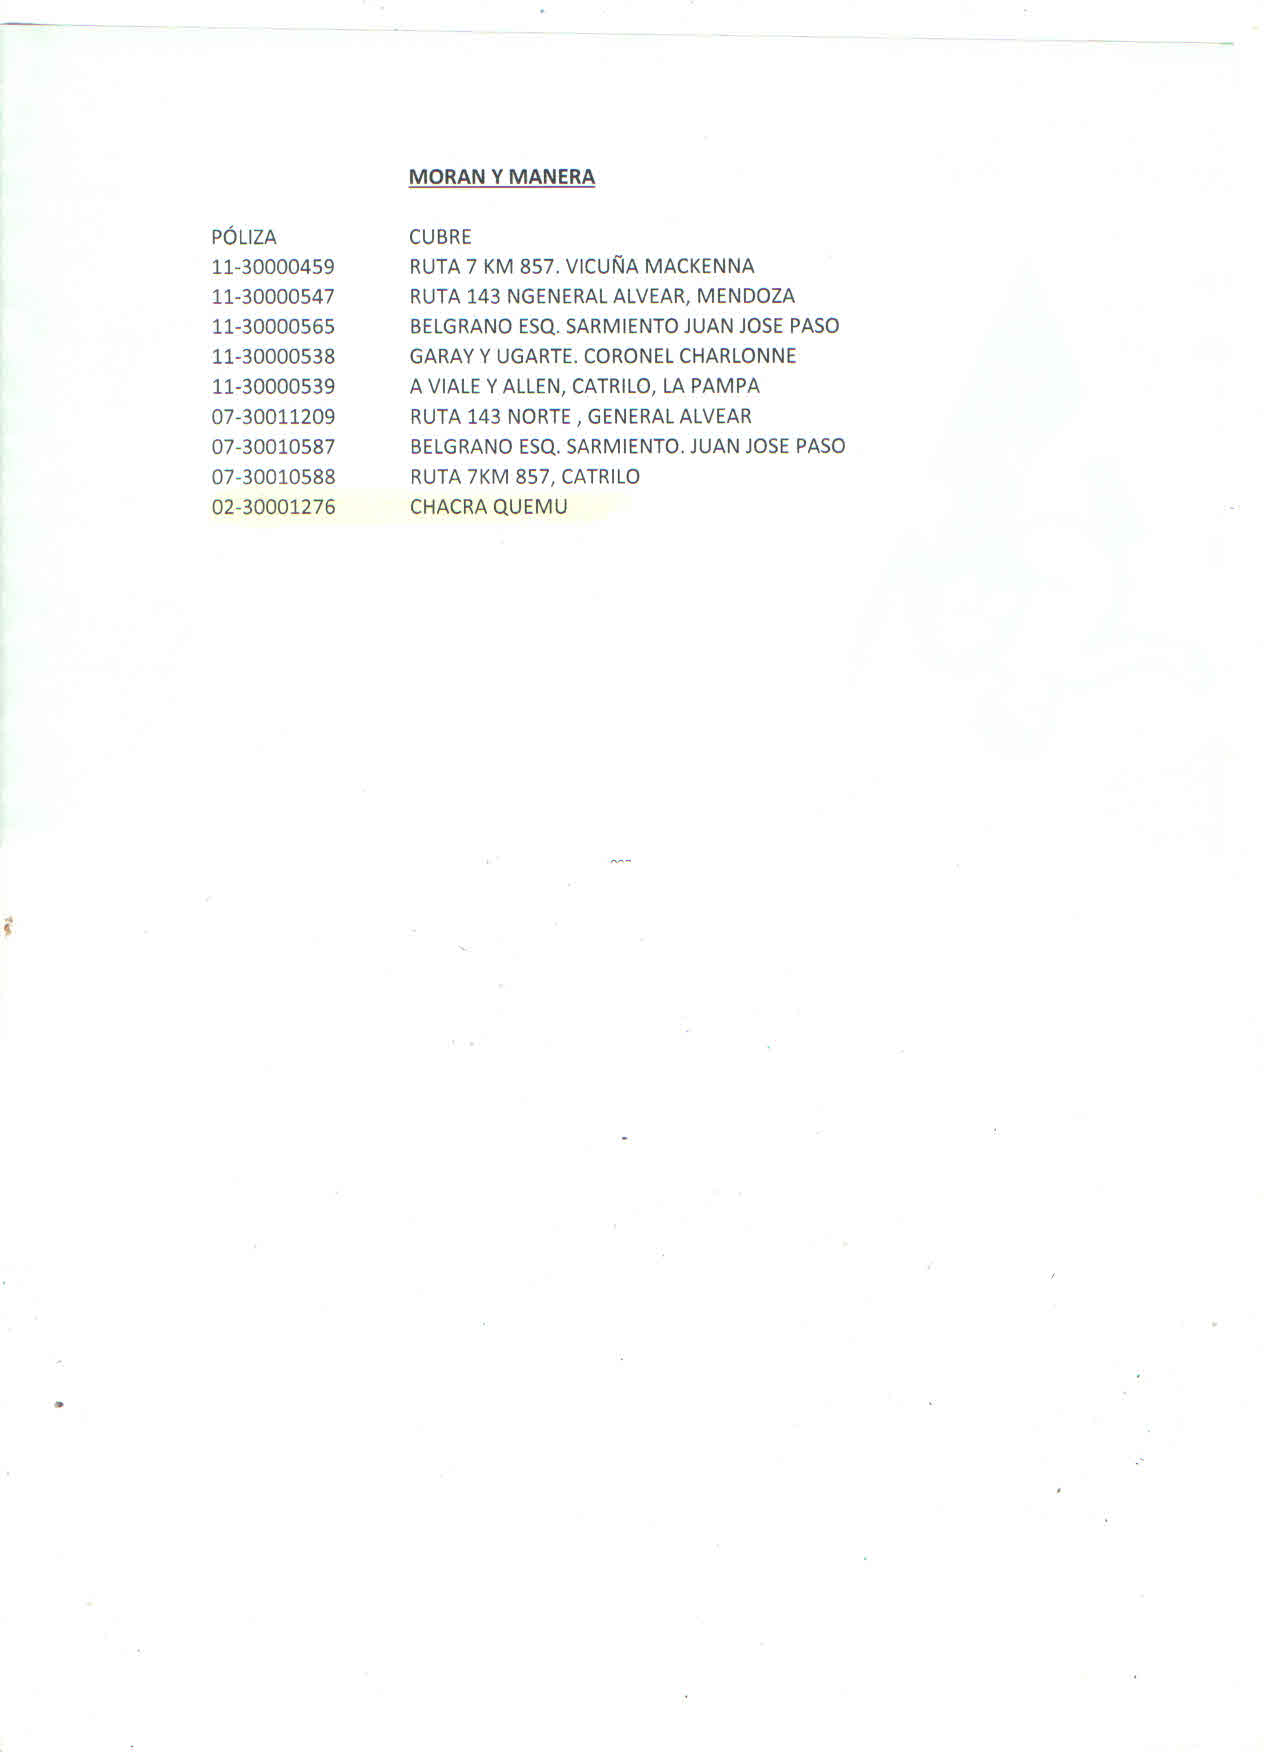 MORAN Y MANERA
PÓLIZA CUBRE
11-30000459 RUTA 7 KM 857. VICUÑA MACKENNA
11-30000547 RUTA 143 NGENERAL ALVEAR, MENDOZA
11-30000565 BELGRANO ESQ. SARMIENTO JUAN JOSE PASO
11-30000538 GARAY Y UGARTE. CORONEL CHARLONNE
11-30000539 A VIALE Y ALLEN, CATRILO, LA PAMPA
07-30011209 RUTA 143 NORTE , GENERAL ALVEAR
07-30010587 BELGRANO ESQ. SARMIENTO. JUAN JOSE PASO
07-30010588 RUTA 7KM 857, CATRILO
02-30001276 CHACRA QUEMU